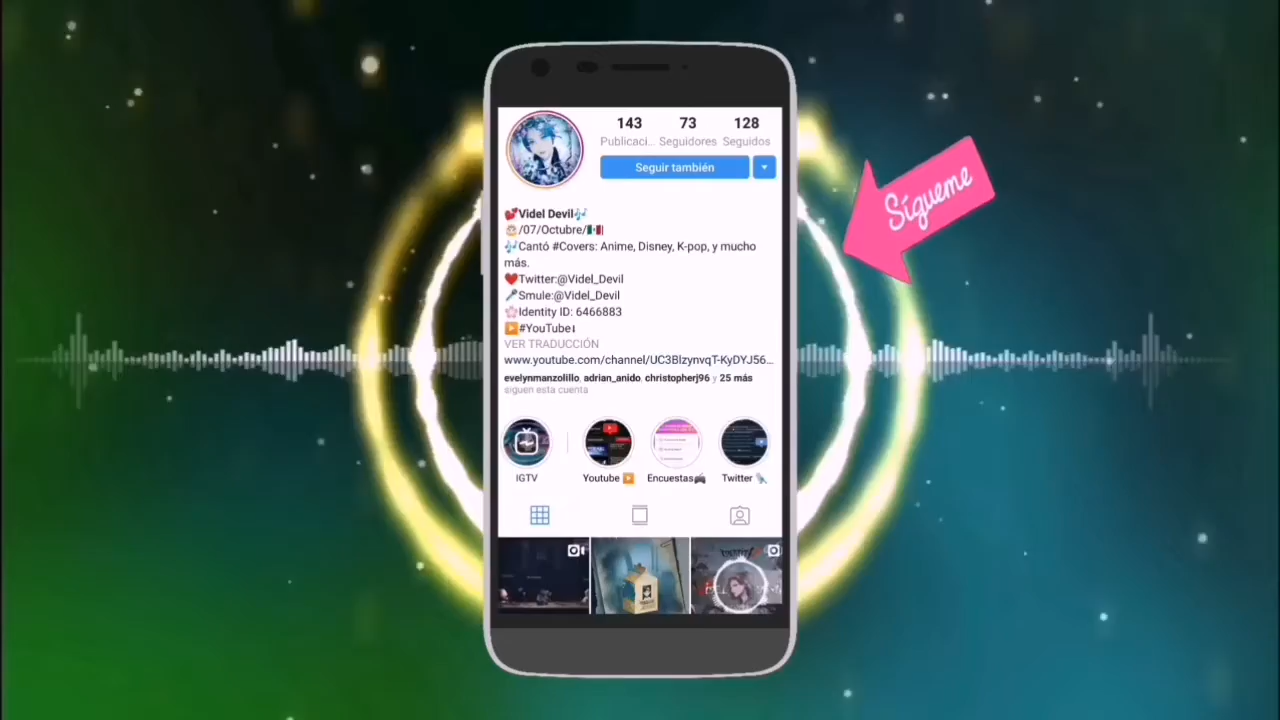 143 73 128
Publicaci... Seguidores Seguidos
Seguir también
Sígueme
💕Videl Devil🎶
🎂/07/Octubre/🇲🇽
🎶Cantó #Covers: Anime, Disney, K-pop, y mucho
más.
❤️Twitter:@Videl_Devil
🎤Smule:@Videl_Devil
🌸Identity ID: 6466883
▶️#YouTube⬇
VER TRADUCCIÓN
www.youtube.com/channel/UC3BlzynvqT-KyDYJ56...
evelynmanzolillo, adrian_anido, christopherj96 y 25 más
siguen esta cuenta
IGTV Youtube ▶️ Encuestas🎮 Twitter